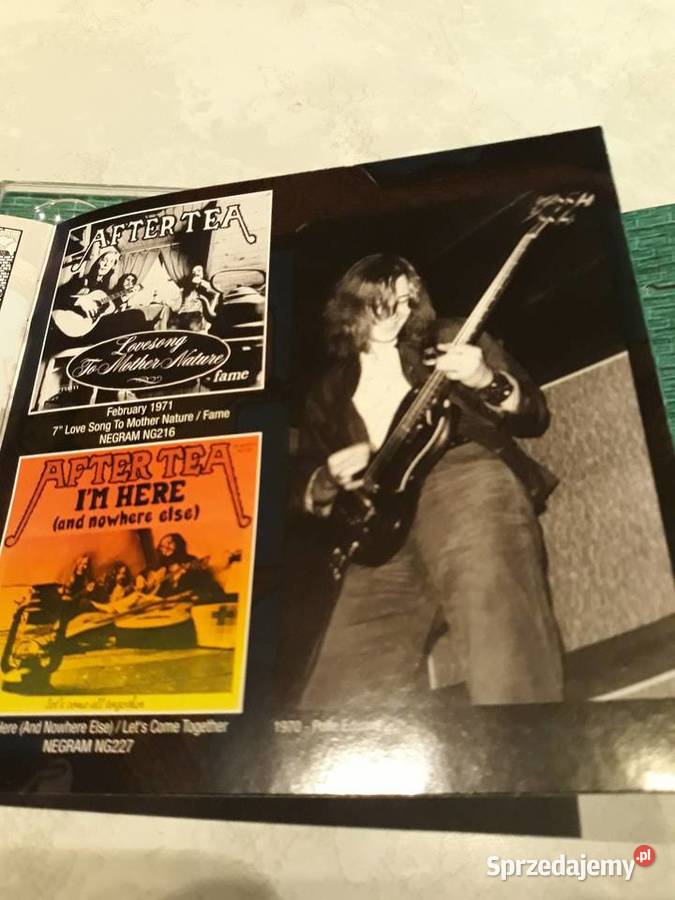 AFTER TEA
Lovesong
To Mother Nature
fame
February 1971
7" Love Song To Mother Nature / Fame
NEGRAM NG216
AFTER TEA
I'M HERE
(and nowhere else)
let's come all together
Here (And Nowhere Else) / Let's Come Together
NEGRAM NG227
1970 - Polle
Sprzedajemy.pl